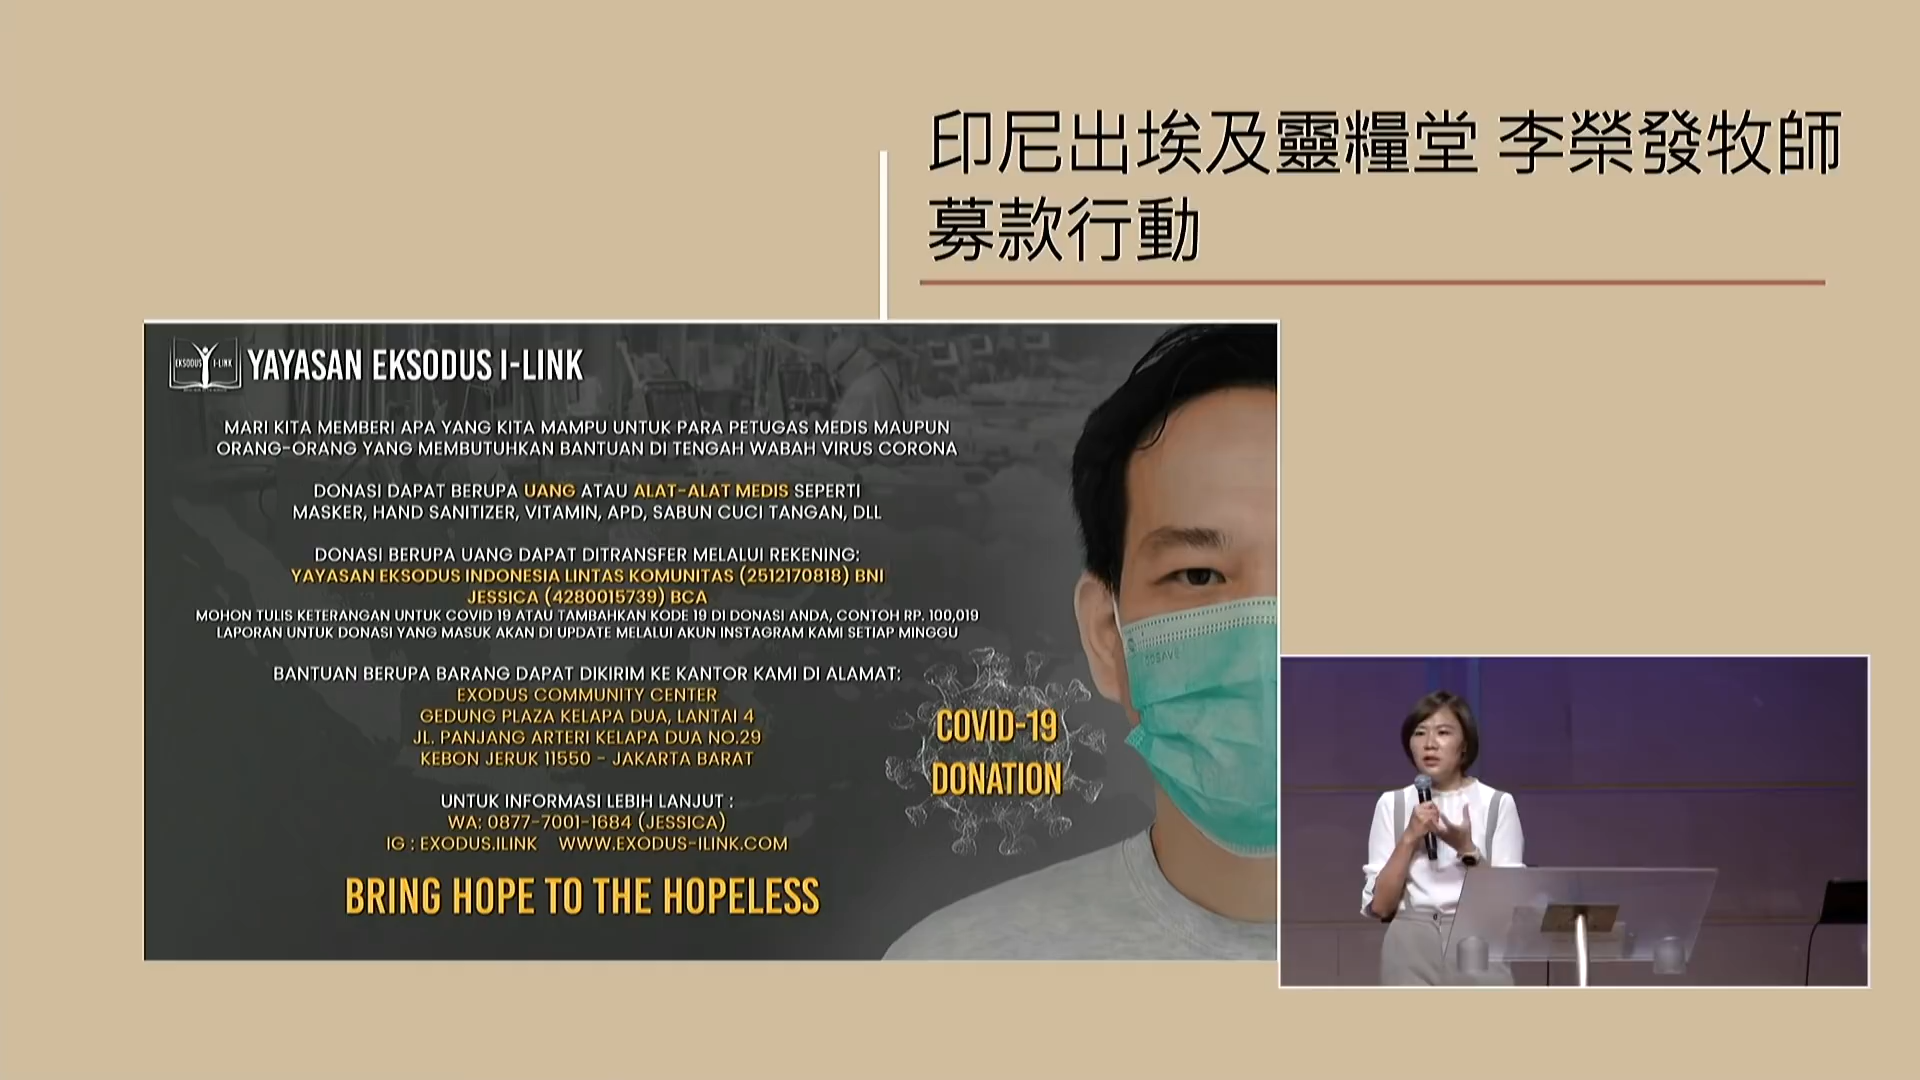 印尼出埃及靈糧堂 李榮發牧師
募款行動
EKSODUS I-LINK
YAYASAN EKSODUS I-LINK
MARI KITA MEMBERI APA YANG KITA MAMPU UNTUK PARA PETUGAS MEDIS MAUPUN
ORANG-ORANG YANG MEMBUTUHKAN BANTUAN DI TENGAH WABAH VIRUS CORONA
DONASI DAPAT BERUPA UANG ATAU ALAT-ALAT MEDIS SEPERTI
MASKER, HAND SANITIZER, VITAMIN, APD, SABUN CUCI TANGAN, DLL
DONASI BERUPA UANG DAPAT DITRANSFER MELALUI REKENING:
YAYASAN EKSODUS INDONESIA LINTAS KOMUNITAS (2512170818) BNI
JESSICA (4280015739) BCA
MOHON TULIS KETERANGAN UNTUK COVID 19 ATAU TAMBAHKAN KODE 19 DI DONASI ANDA, CONTOH RP. 100,019
LAPORAN UNTUK DONASI YANG MASUK AKAN DI UPDATE MELALUI AKUN INSTAGRAM KAMI SETIAP MINGGU
BANTUAN BERUPA BARANG DAPAT DIKIRIM KE KANTOR KAMI DI ALAMAT:
EXODUS COMMUNITY CENTER
GEDUNG PLAZA KELAPA DUA, LANTAI 4
JL. PANJANG ARTERI KELAPA DUA NO.29
KEBON JERUK 11550 - JAKARTA BARAT
UNTUK INFORMASI LEBIH LANJUT :
WA: 0877-7001-1684 (JESSICA)
IG : EXODUS.ILINK WWW.EXODUS-ILINK.COM
BRING HOPE TO THE HOPELESS
COVID-19
DONATION